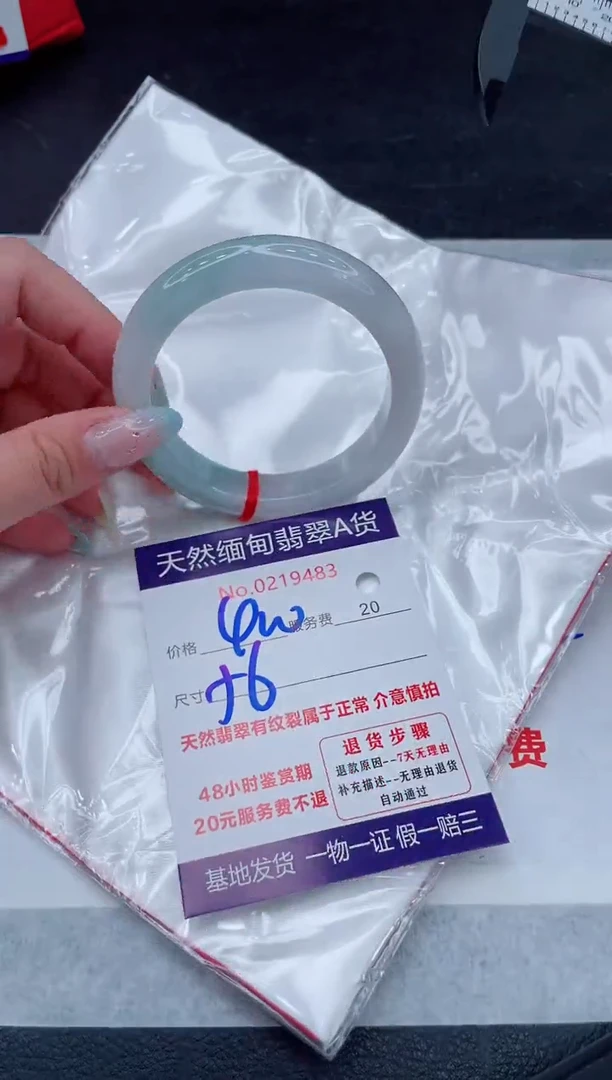 天然缅甸翡翠A货
No.0219483
价格 服务费 20
尺寸 56
天然翡翠有纹裂属于正常 介意慎拍
48小时鉴赏期
20元服务费不退
退货步骤
退款原因--7天无理由
补充描述--无理由退货
自动通过
基地发货 一物一证 假一赔三
费